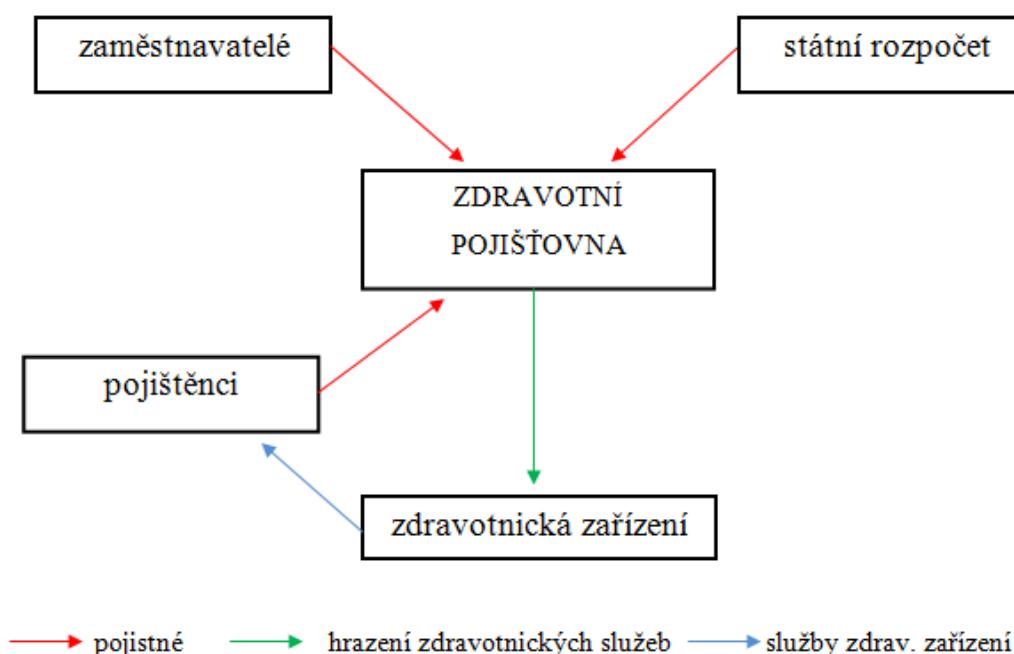 zaměstnavatelé
státní rozpočet
ZDRAVOTNÍ
POJIŠŤOVNA
pojištěnci
zdravotnická zařízení
pojistné
hrazení zdravotnických služeb
služby zdrav. zařízení